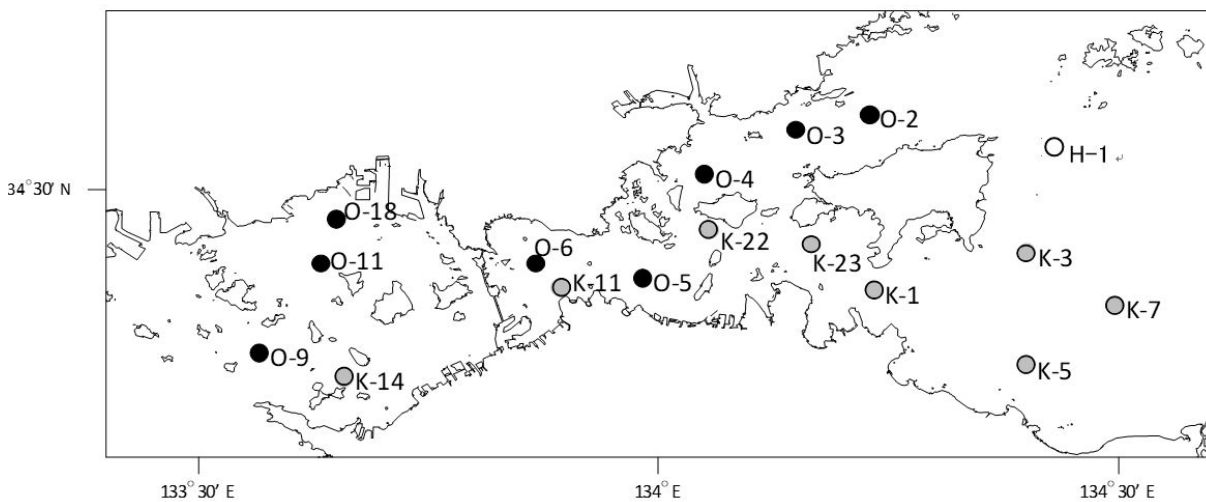 O-2
O-3
H-1
O-4
34° 30′ N
O-18
K-22
O-6
K-23
K-3
O-11
K-11
O-5
K-1
K-7
O-9
K-14
K-5
133° 30′ E
134° E
134° 30′ E